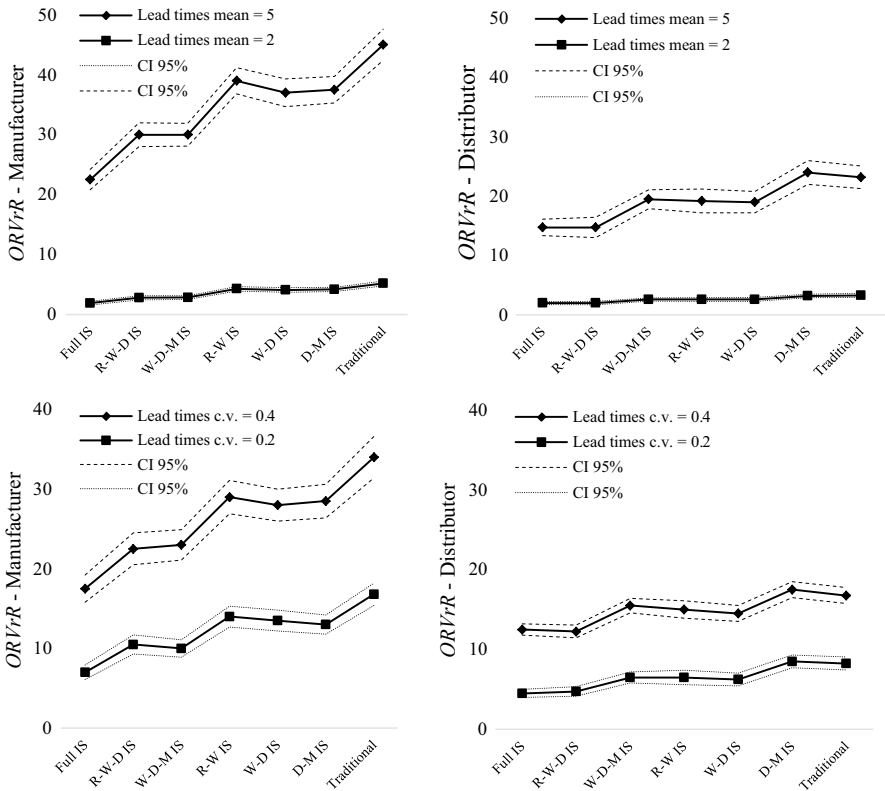 ORVrR - Manufacturer
50
40
30
20
10
0
Lead times mean = 5
Lead times mean = 2
CI 95%
CI 95%
Full IS
R-W-D IS
W-D-M IS
R-W IS
W-D IS
D-M IS
Traditional
ORVrR - Distributor
50
40
30
20
10
0
Lead times mean = 5
Lead times mean = 2
CI 95%
CI 95%
Full IS
R-W-D IS
W-D-M IS
R-W IS
W-D IS
D-M IS
Traditional
ORVrR - Manufacturer
40
30
20
10
0
Lead times c.v. = 0.4
Lead times c.v. = 0.2
CI 95%
CI 95%
Full IS
R-W-D IS
W-D-M IS
R-W IS
W-D IS
D-M IS
Traditional
ORVrR - Distributor
40
30
20
10
0
Lead times c.v. = 0.4
Lead times c.v. = 0.2
CI 95%
CI 95%
Full IS
R-W-D IS
W-D-M IS
R-W IS
W-D IS
D-M IS
Traditional